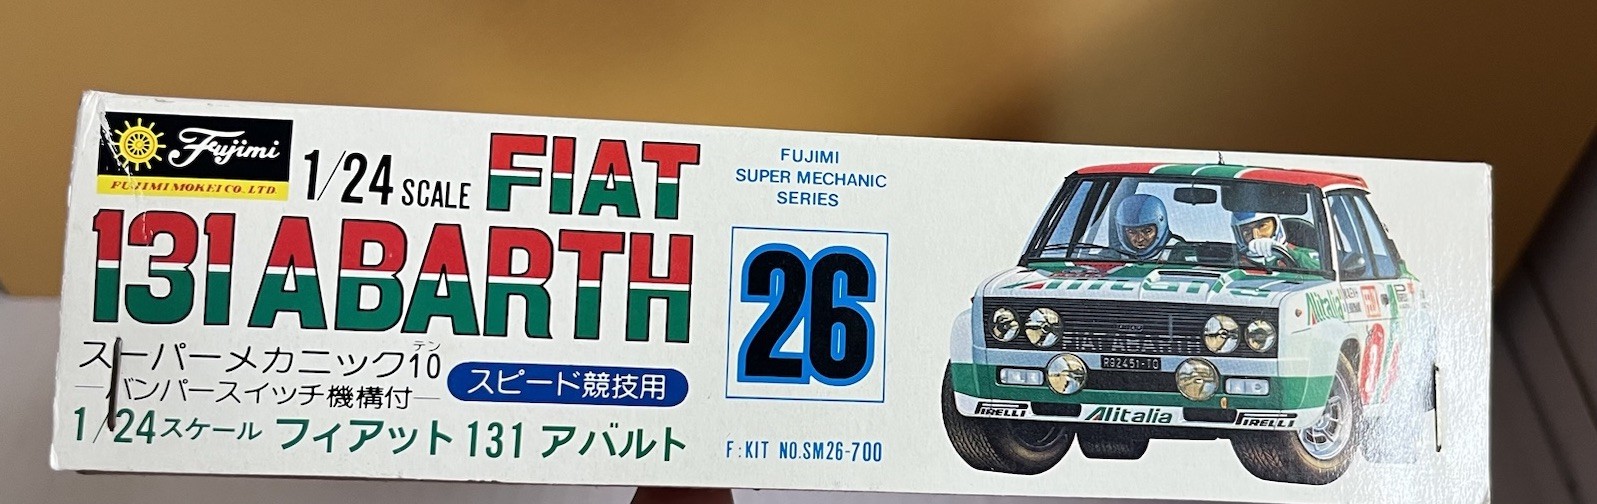 Fujimi
FUJIMI MOKEI CO., LTD.
1/24 SCALE FIAT
131 ABARTH
スーパーメカニック10
テン
—バンパースイッチ機構付—
スピード競技用
1/24スケール フィアット 131 アバルト
FUJIMI
SUPER MECHANIC
SERIES
26
F:KIT NO.SM26-700
Alitalia
Alitalia
FIAT ABARTH
R92451-TO
PIRELLI
Alitalia
PIRELLI